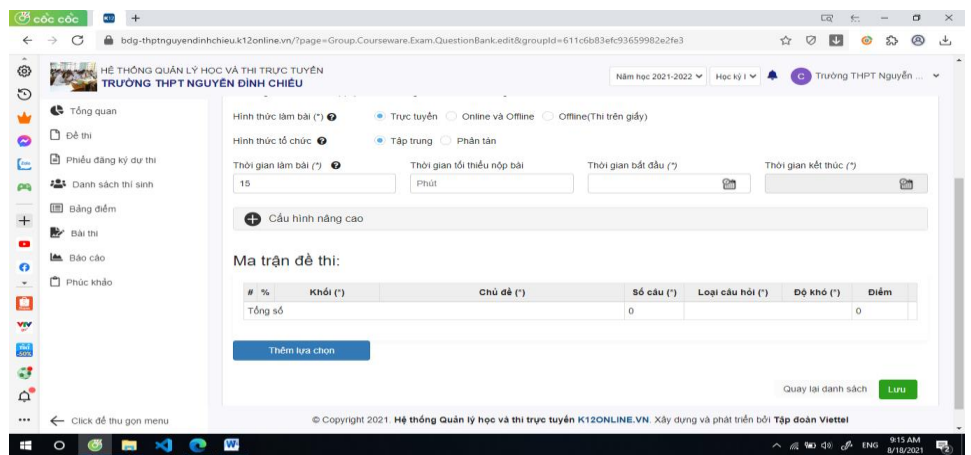 cốc cốc K12
bdg-thptnguyendinhchieu.k12online.vn/?page=Group.Courseware.Exam.QuestionBank.edit&groupId=611c6b83efc93659982e2fe3
HỆ THỐNG QUẢN LÝ HỌC VÀ THI TRỰC TUYẾN
TRƯỜNG THPT NGUYỄN ĐÌNH CHIỂU
Năm học 2021-2022 Học kỳ I C Trường THPT Nguyễn ...
Tổng quan
Đề thi
Phiếu đăng ký dự thi
Danh sách thí sinh
Bảng điểm
Bài thi
Báo cáo
Phúc khảo
Click để thu gọn menu
Hình thức làm bài (*) Trực tuyến Online và Offline Offline(Thi trên giấy)
Hình thức tổ chức Tập trung Phân tán
Thời gian làm bài (*) Thời gian tối thiểu nộp bài Thời gian bắt đầu (*) Thời gian kết thúc (*)
15 Phút
Cấu hình nâng cao
Ma trận đề thi:
# % Khối (*) Chủ đề (*) Số câu (*) Loại câu hỏi (*) Độ khó (*) Điểm
Tổng số 0 0
Thêm lựa chọn
Quay lại danh sách Lưu
© Copyright 2021. Hệ thống Quản lý học và thi trực tuyến K12ONLINE.VN. Xây dựng và phát triển bởi Tập đoàn Viettel
ENG 9:15 AM
8/18/2021